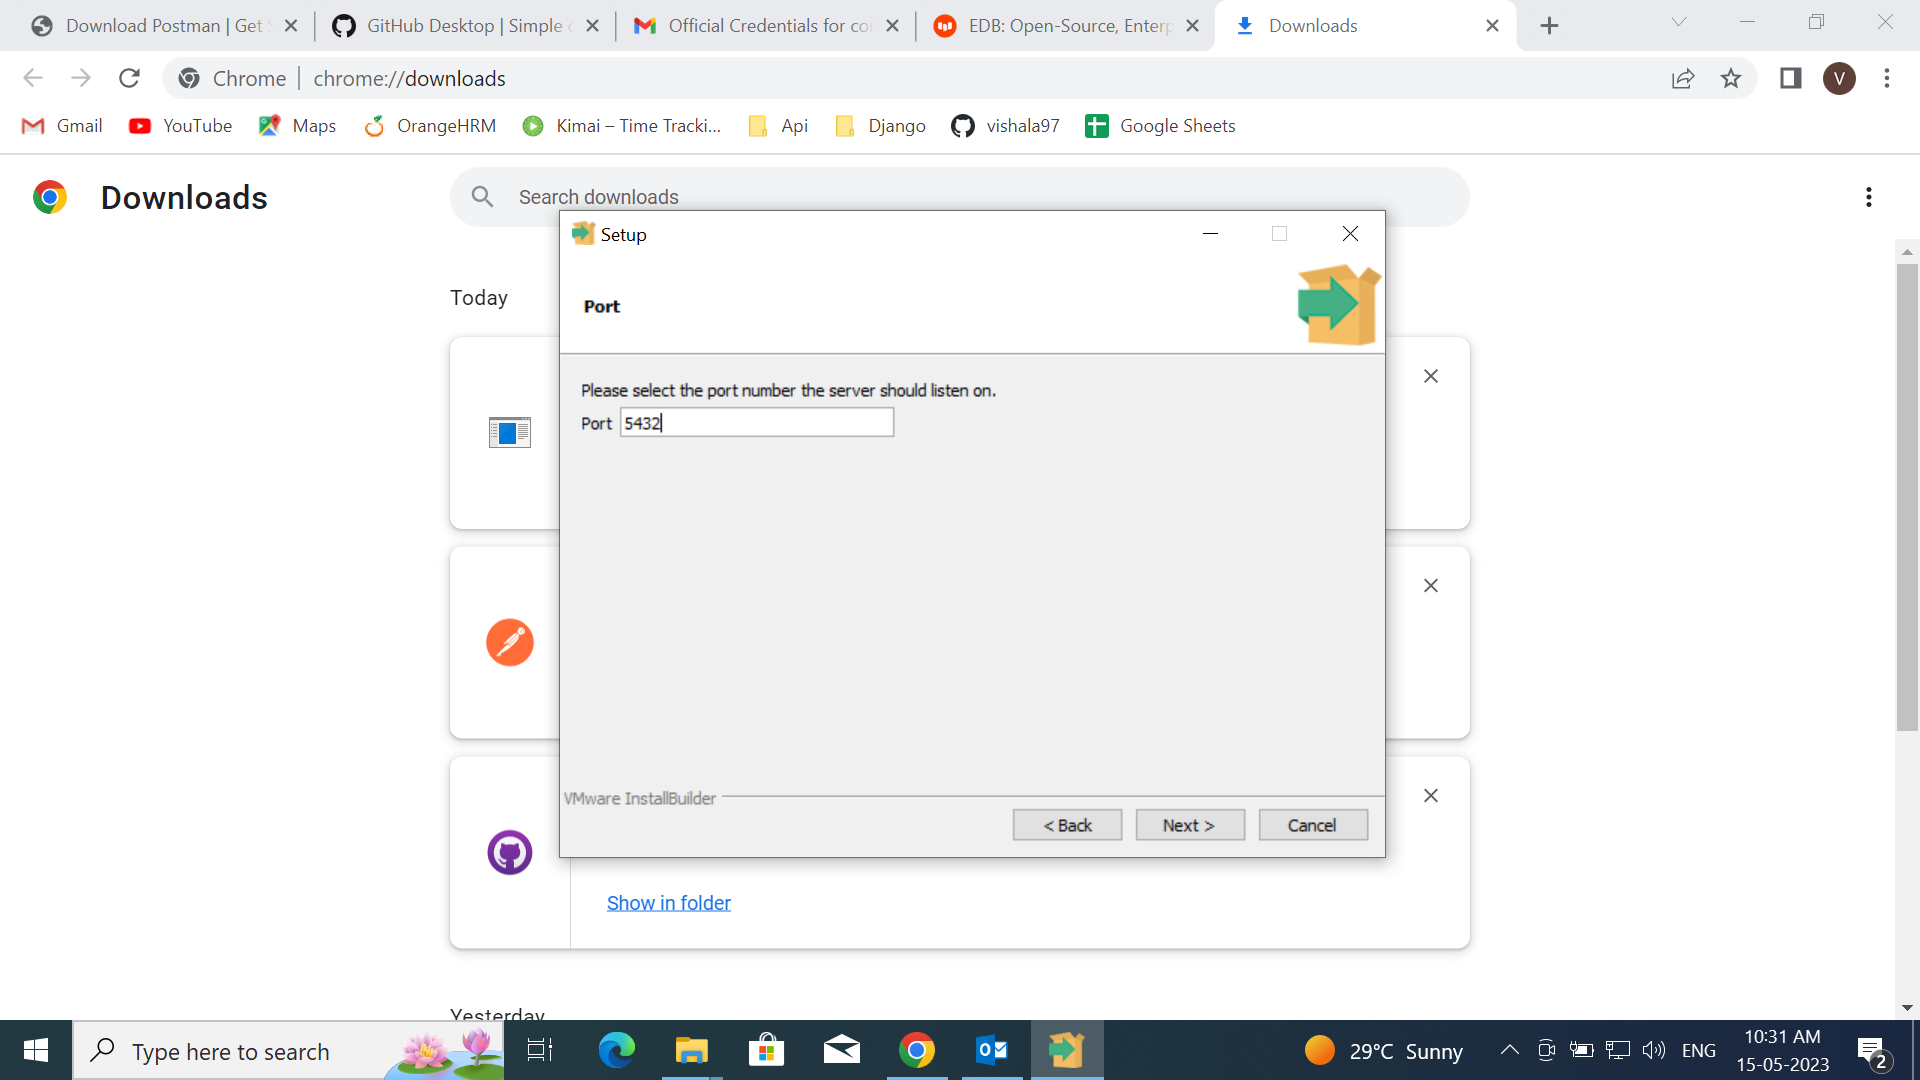 Download Postman | Get
GitHub Desktop | Simple
Official Credentials for co
EDB: Open-Source, Enterp
Downloads
Chrome
chrome://downloads
V
Gmail
YouTube
Maps
OrangeHRM
Kimai – Time Tracki...
Api
Django
vishala97
Google Sheets
Downloads
Search downloads
Setup
Today
Port
Please select the port number the server should listen on.
Port 5432
VMware InstallBuilder
< Back
Next >
Cancel
Show in folder
Yesterday
Type here to search
29°C Sunny
ENG
10:31 AM
15-05-2023
2